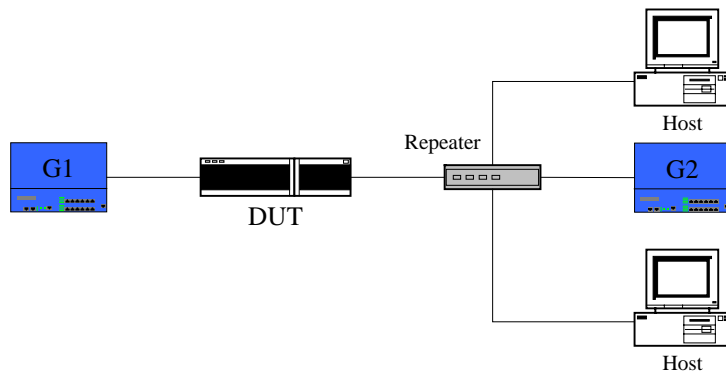 Host
Repeater
G1
G2
DUT
Host